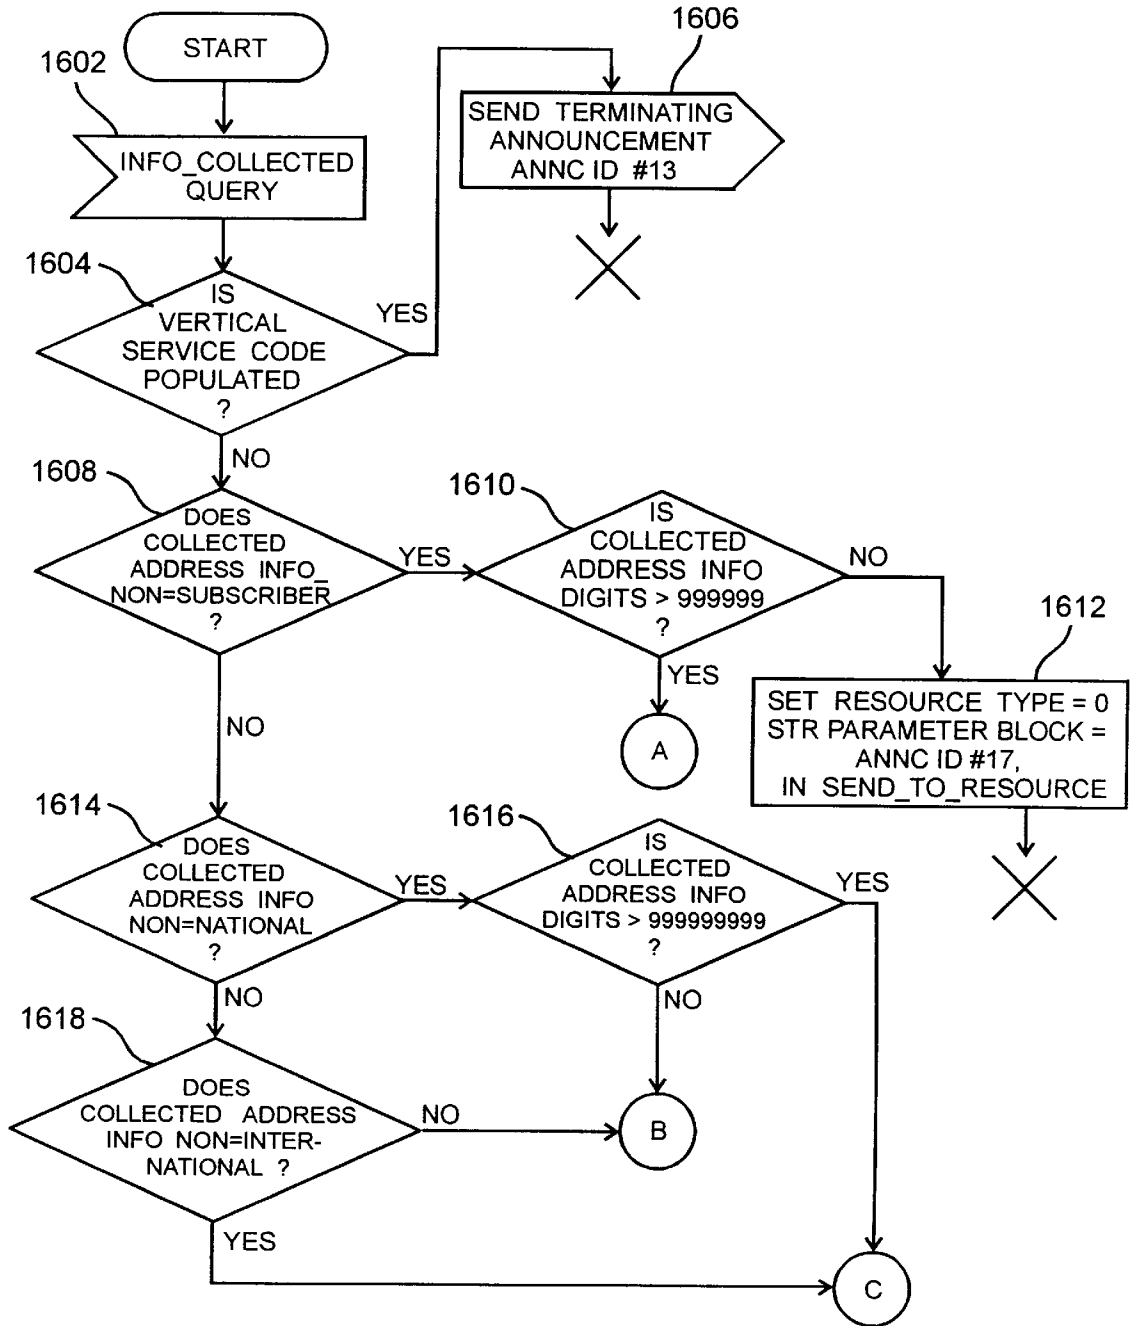 START
1602
INFO_COLLECTED
QUERY
1606
SEND TERMINATING
ANNOUNCEMENT
ANNC ID #13
1604
IS
VERTICAL
SERVICE CODE
POPULATED
?
YES
NO
1608
DOES
COLLECTED
ADDRESS INFO_
NON=SUBSCRIBER
?
YES
1610
IS
COLLECTED
ADDRESS INFO
DIGITS > 999999
?
NO
YES
A
1612
SET RESOURCE TYPE = 0
STR PARAMETER BLOCK =
ANNC ID #17,
IN SEND_TO_RESOURCE
NO
1614
DOES
COLLECTED
ADDRESS INFO
NON=NATIONAL
?
YES
1616
IS
COLLECTED
ADDRESS INFO
DIGITS > 999999999
?
YES
NO
NO
1618
DOES
COLLECTED ADDRESS
INFO NON=INTER-
NATIONAL ?
NO
B
YES
C